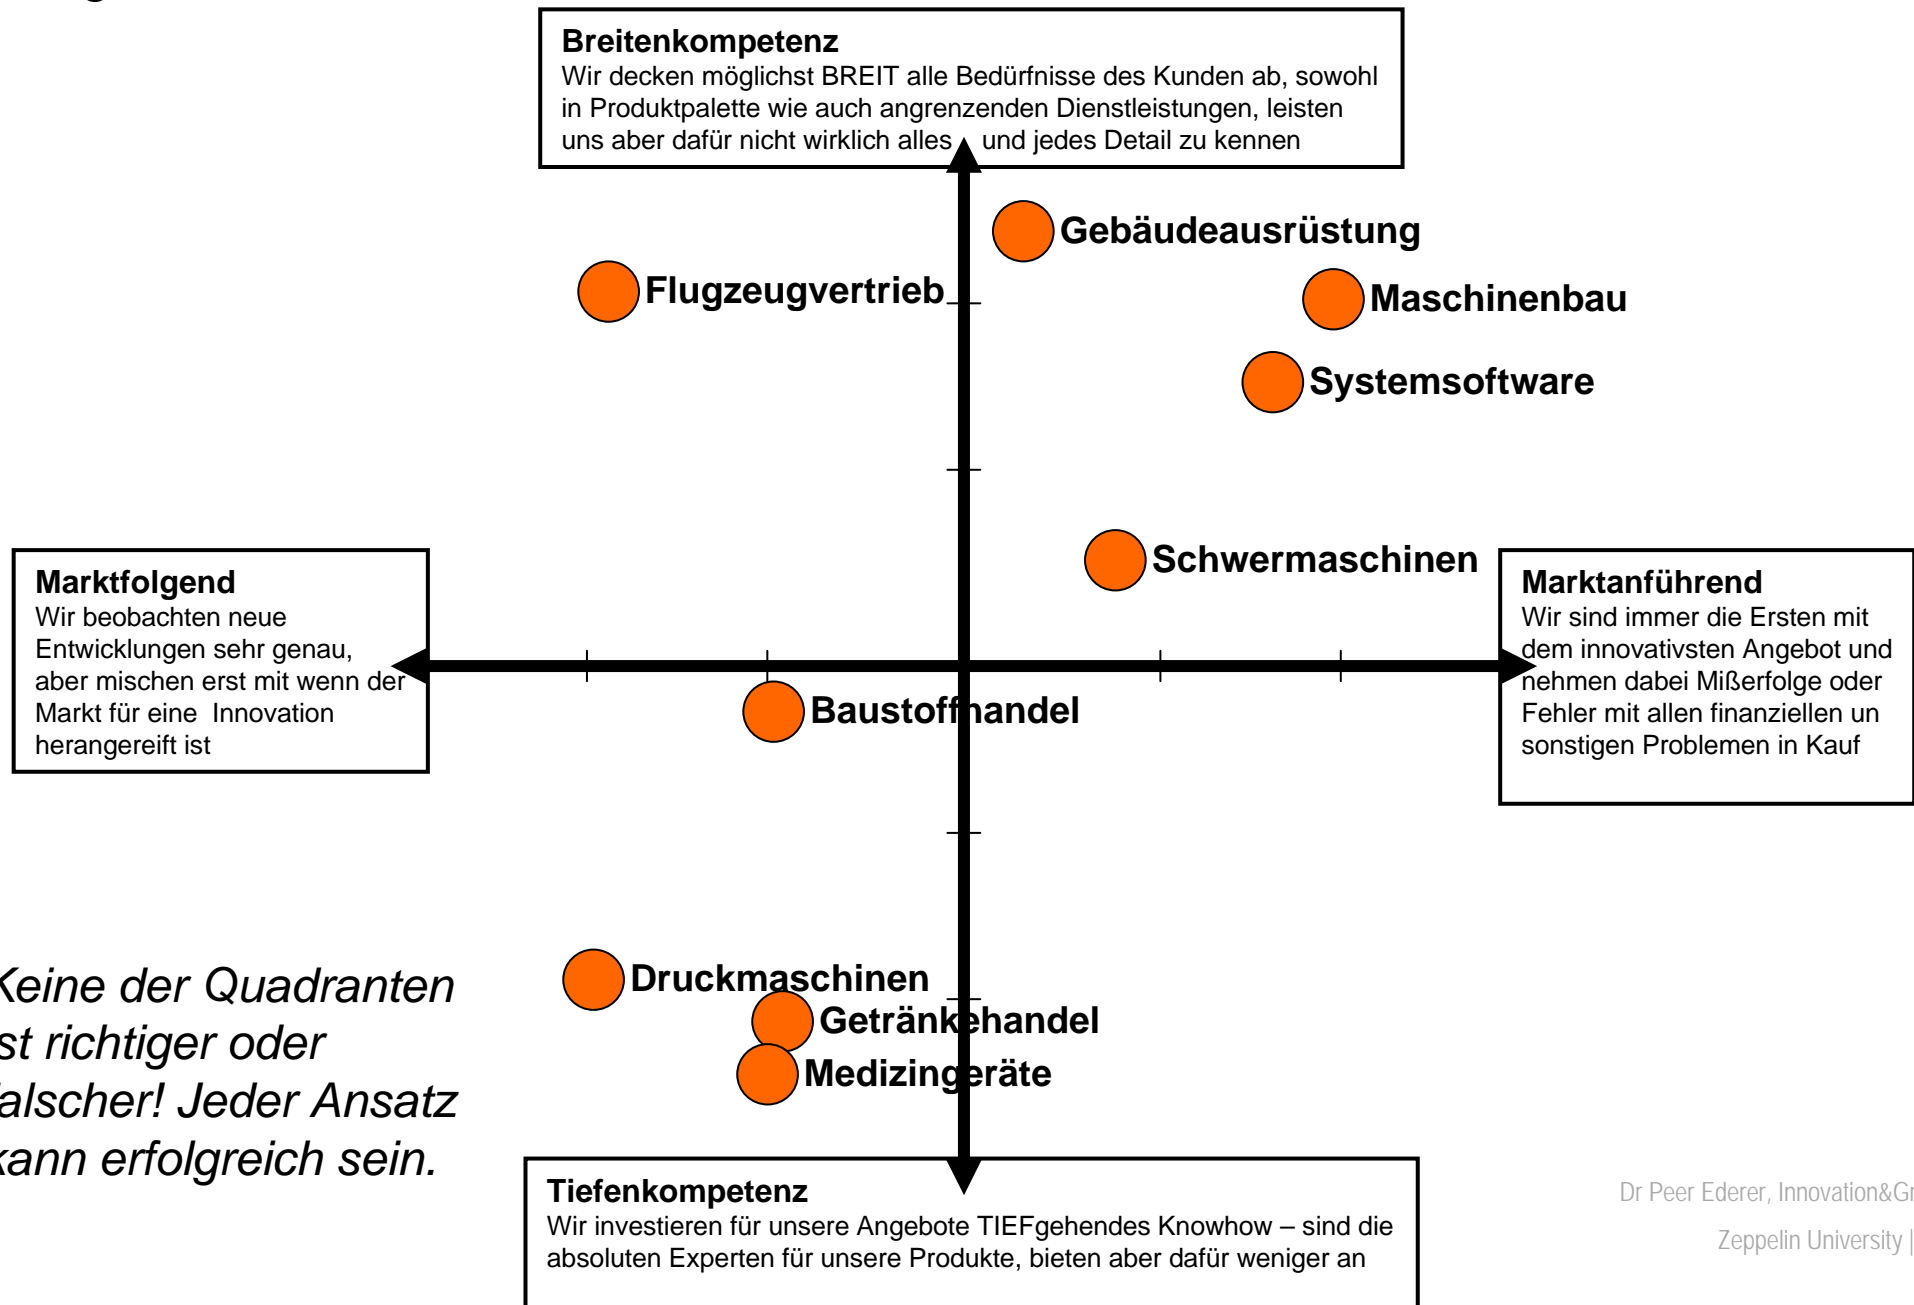 Breitenkompetenz
Wir decken möglichst BREIT alle Bedürfnisse des Kunden ab, sowohl
in Produktpalette wie auch angrenzenden Dienstleistungen, leisten
uns aber dafür nicht wirklich alles und jedes Detail zu kennen
Gebäudeausrüstung
Flugzeugvertrieb
Maschinenbau
Systemsoftware
Schwermaschinen
Marktfolgend
Wir beobachten neue
Entwicklungen sehr genau,
aber mischen erst mit wenn der
Markt für eine Innovation
herangereift ist
Marktanführend
Wir sind immer die Ersten mit
dem innovativsten Angebot und
nehmen dabei Mißerfolge oder
Fehler mit allen finanziellen un
sonstigen Problemen in Kauf
Baustoffhandel
Druckmaschinen
Getränkehandel
Medizingeräte
Keine der Quadranten
ist richtiger oder
falscher! Jeder Ansatz
kann erfolgreich sein.
Tiefenkompetenz
Wir investieren für unsere Angebote TIEFgehendes Knowhow – sind die
absoluten Experten für unsere Produkte, bieten aber dafür weniger an
Dr Peer Ederer, Innovation&Gr
Zeppelin University |